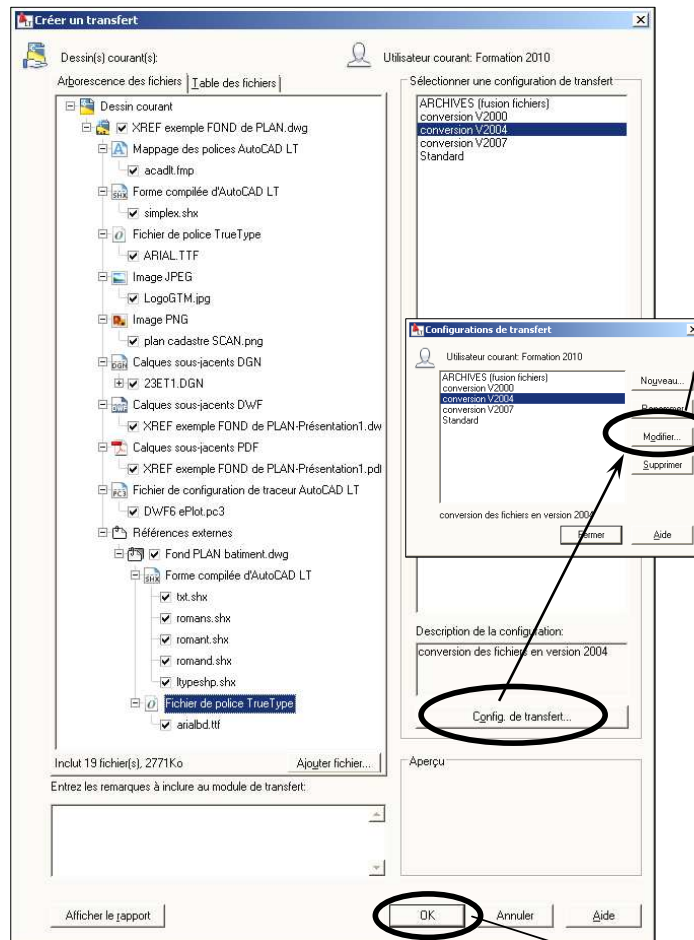 Créer un transfert
Dessin(s) courant(s):
Utilisateur courant: Formation 2010
Arborescence des fichiers
Table des fichiers
Dessin courant
XREF exemple FOND de PLAN.dwg
Mappage des polices AutoCAD LT
acadlt.fmp
Forme compilée d'AutoCAD LT
simplex.shx
Fichier de police TrueType
ARIAL.TTF
Image JPEG
LogoGTM.jpg
Image PNG
plan cadastre SCAN.png
Calques sous-jacents DGN
23ET1.DGN
Calques sous-jacents DWF
XREF exemple FOND de PLAN-Présentation1.dw
Calques sous-jacents PDF
XREF exemple FOND de PLAN-Présentation1.pdf
Fichier de configuration de traceur AutoCAD LT
DWF6 ePlot.pc3
Références externes
Fond PLAN batiment.dwg
Forme compilée d'AutoCAD LT
txt.shx
romans.shx
romant.shx
romand.shx
ltypeshp.shx
Fichier de police TrueType
arialbd.ttf
Inclut 19 fichier(s), 2771Ko
Ajouter fichier...
Entrez les remarques à inclure au module de transfert:
Afficher le rapport
Sélectionner une configuration de transfert
ARCHIVES (fusion fichiers)
conversion V2000
conversion V2004
conversion V2007
Standard
Configurations de transfert
Utilisateur courant: Formation 2010
ARCHIVES (fusion fichiers)
conversion V2000
conversion V2004
conversion V2007
Standard
Nouveau...
Renommer
Modifier...
Supprimer
conversion des fichiers en version 2004
Fermer
Aide
Description de la configuration:
conversion des fichiers en version 2004
Config. de transfert...
Aperçu
OK
Annuler
Aide